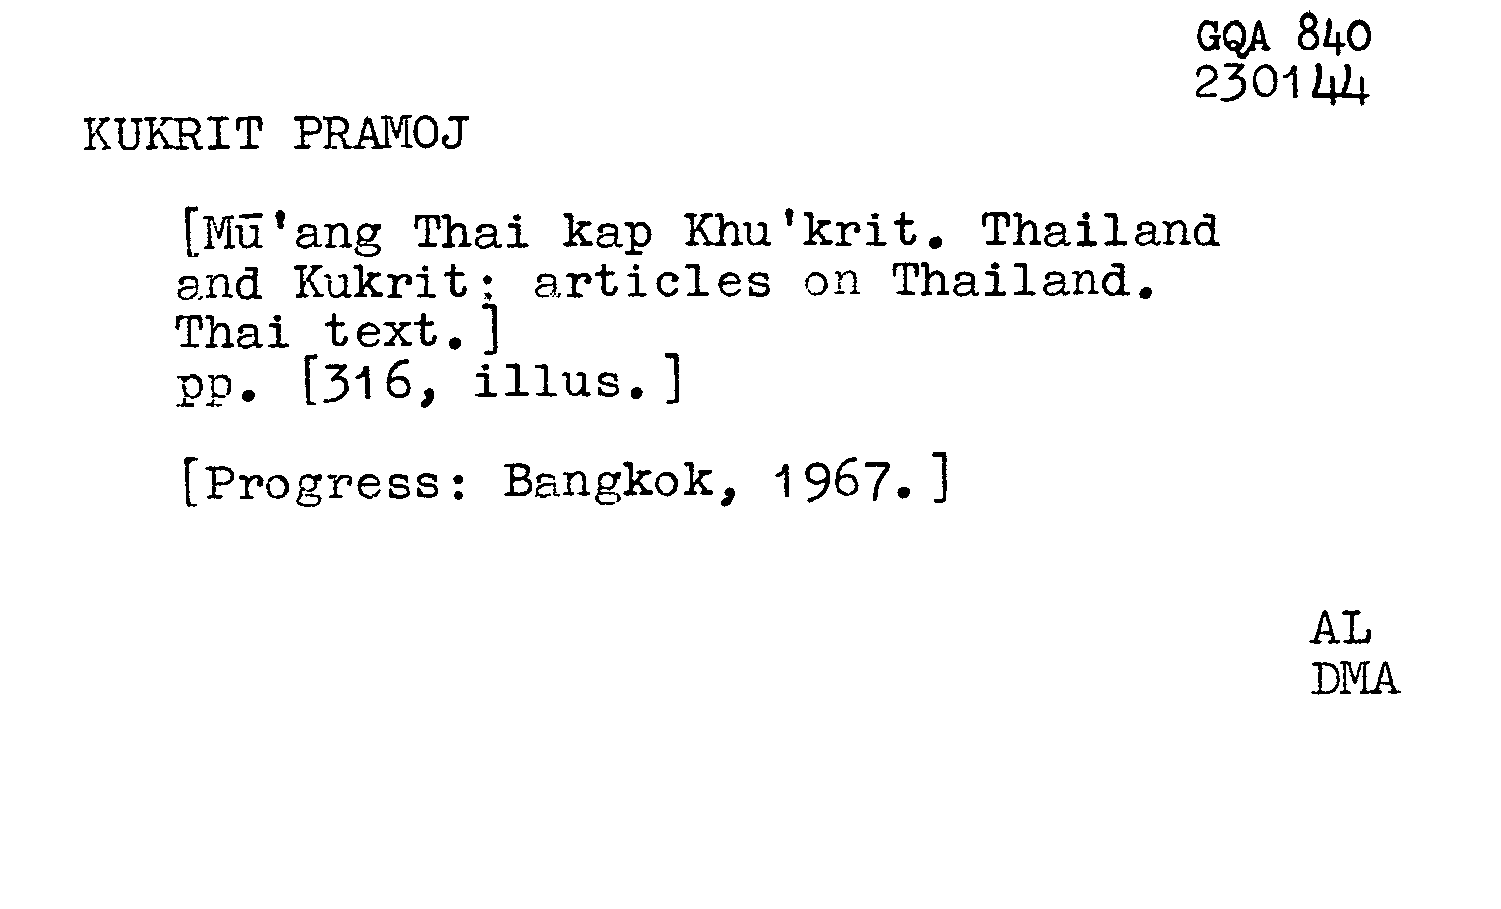 GQA 840
230144
KUKRIT PRAMOJ
[Mū'ang Thai kap Khu'krit. Thailand
and Kukrit: articles on Thailand.
Thai text.]
pp. [316, illus.]
[Progress: Bangkok, 1967.]
AL
DMA